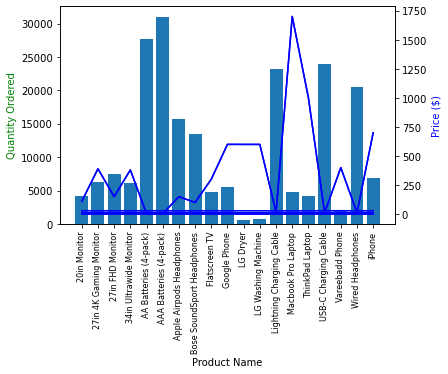 30000
25000
20000
15000
10000
5000
0
Quantity Ordered
1750
1500
1250
1000
750
500
250
0
Price ($)
20in Monitor
27in 4K Gaming Monitor
27in FHD Monitor
34in Ultrawide Monitor
AA Batteries (4-pack)
AAA Batteries (4-pack)
Apple Airpods Headphones
Bose SoundSport Headphones
Flatscreen TV
Google Phone
LG Dryer
LG Washing Machine
Lightning Charging Cable
Macbook Pro Laptop
ThinkPad Laptop
USB-C Charging Cable
Vareebadd Phone
Wired Headphones
iPhone
Product Name